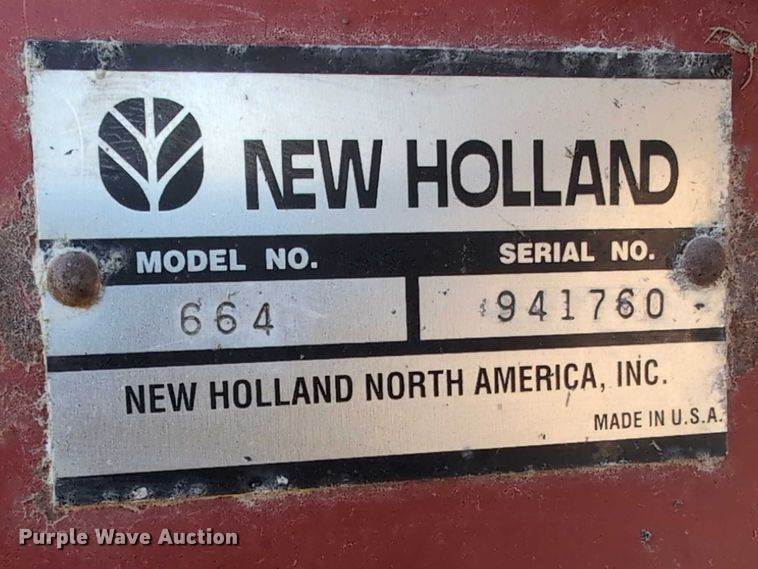 NEW HOLLAND
MODEL NO. SERIAL NO.
664 941760
NEW HOLLAND NORTH AMERICA, INC.
MADE IN U.S.A.
Purple Wave Auction